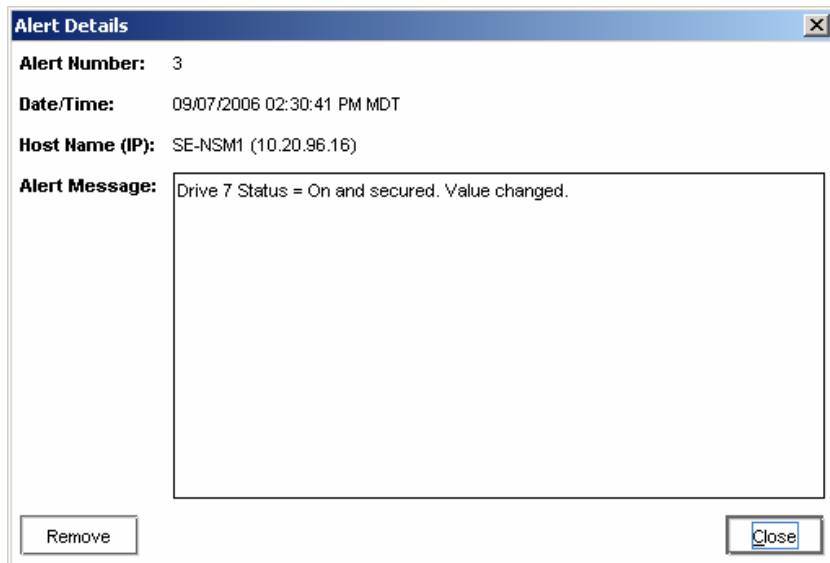 Alert Details
Alert Number: 3
Date/Time: 09/07/2006 02:30:41 PM MDT
Host Name (IP): SE-NSM1 (10.20.96.16)
Alert Message: Drive 7 Status = On and secured. Value changed.
Remove Close